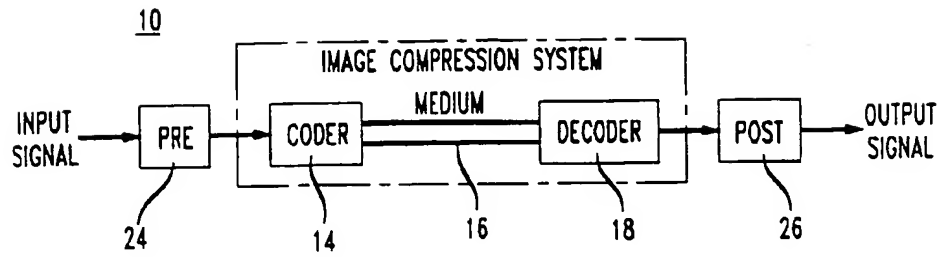 10
IMAGE COMPRESSION SYSTEM
MEDIUM
INPUT
SIGNAL
PRE
CODER
DECODER
POST
OUTPUT
SIGNAL
24
14
16
18
26